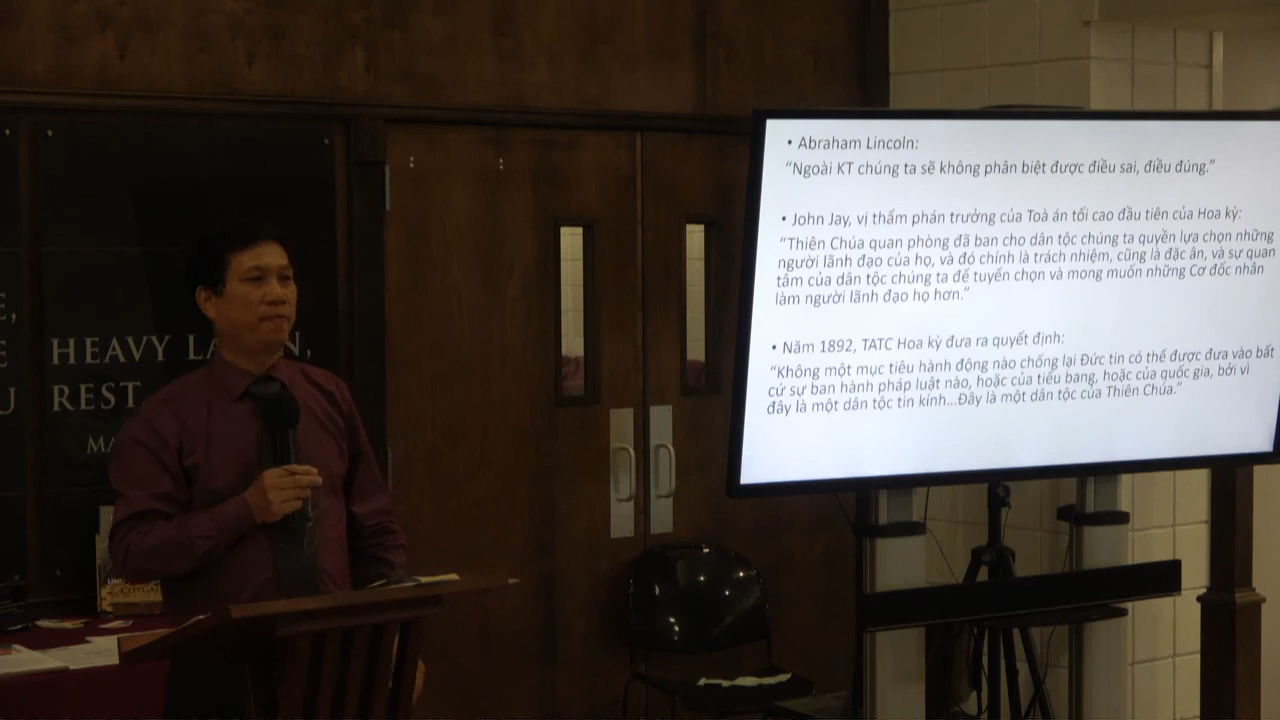 HEAVY
REST
MA
• Abraham Lincoln:
“Ngoài KT chúng ta sẽ không phân biệt được điều sai, điều đúng.”
• John Jay, vị thẩm phán trưởng của Toà án tối cao đầu tiên của Hoa kỳ:
“Thiên Chúa quan phòng đã ban cho dân tộc chúng ta quyền lựa chọn những
người lãnh đạo của họ, và đó chính là trách nhiệm, cũng là đặc ân, và sự quan
tâm của dân tộc chúng ta để tuyển chọn và mong muốn những Cơ đốc nhân
làm người lãnh đạo họ hơn.”
• Năm 1892, TATC Hoa kỳ đưa ra quyết định:
“Không một mục tiêu hành động nào chống lại Đức tin có thể được đưa vào bất
cứ sự ban hành pháp luật nào, hoặc của tiểu bang, hoặc của quốc gia, bởi vì
đây là một dân tộc tin kính...Đây là một dân tộc của Thiên Chúa.”